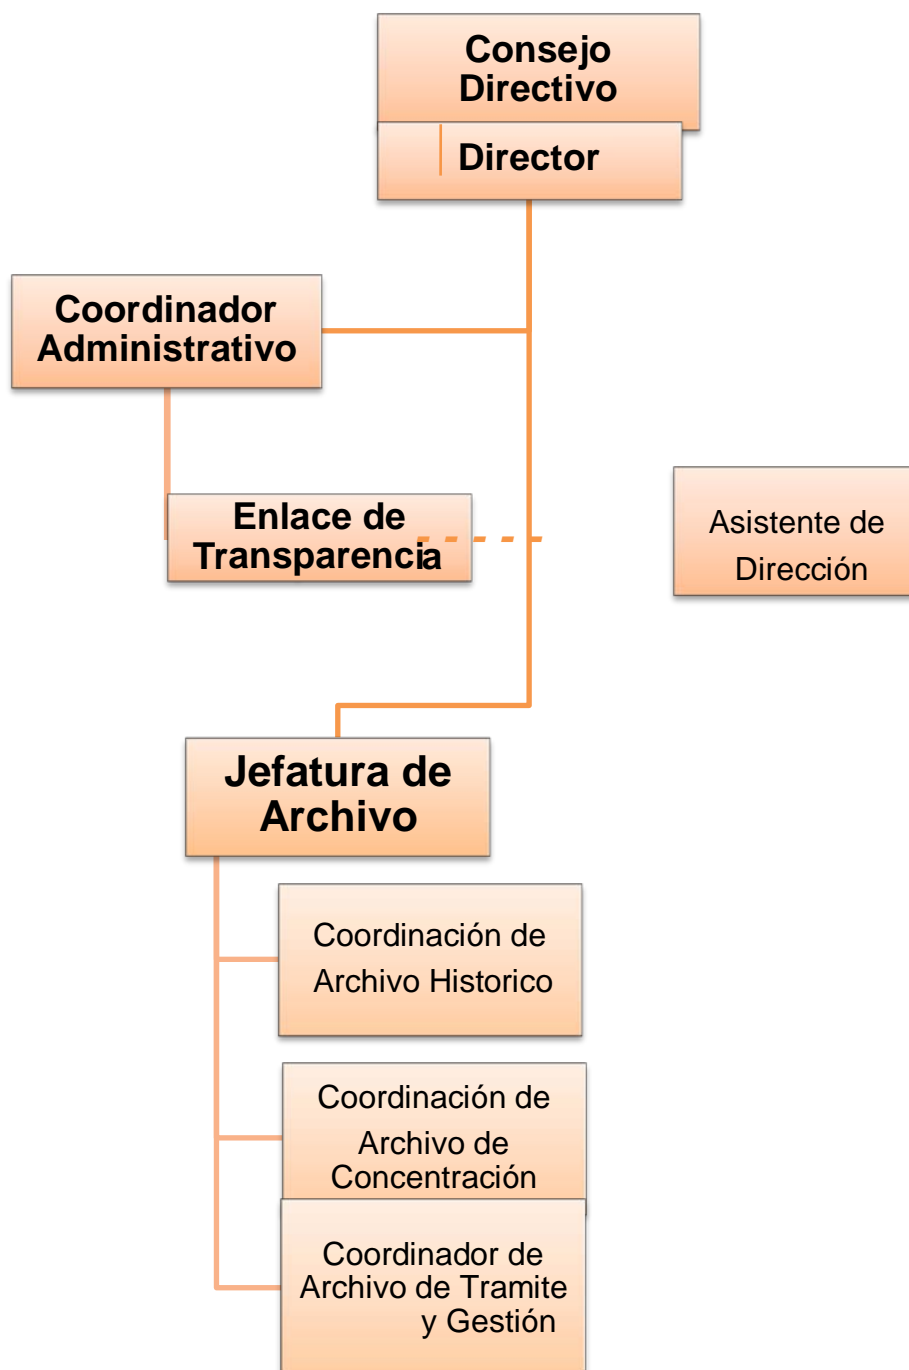 Consejo
Directivo
Director
Coordinador
Administrativo
Enlace de
Transparencia
Asistente de
Dirección
Jefatura de
Archivo
Coordinación de
Archivo Historico
Coordinación de
Archivo de
Concentración
Coordinador de
Archivo de Tramite
y Gestión